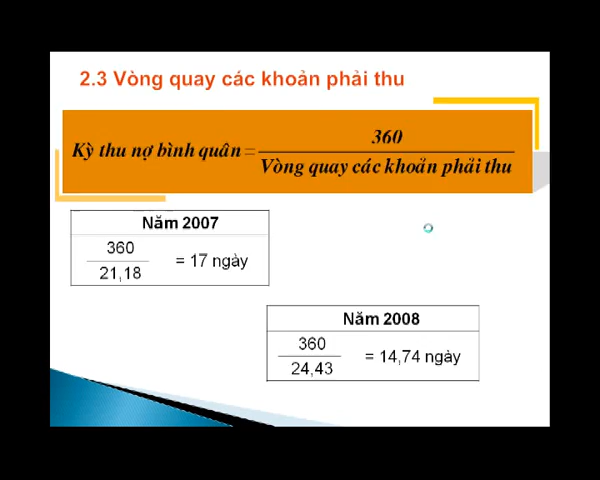 2.3 Vòng quay các khoản phải thu
Kỳ thu nợ bình quân = 360 / Vòng quay các khoản phải thu
Năm 2007
360 / 21,18 = 17 ngày
Năm 2008
360 / 24,43 = 14,74 ngày